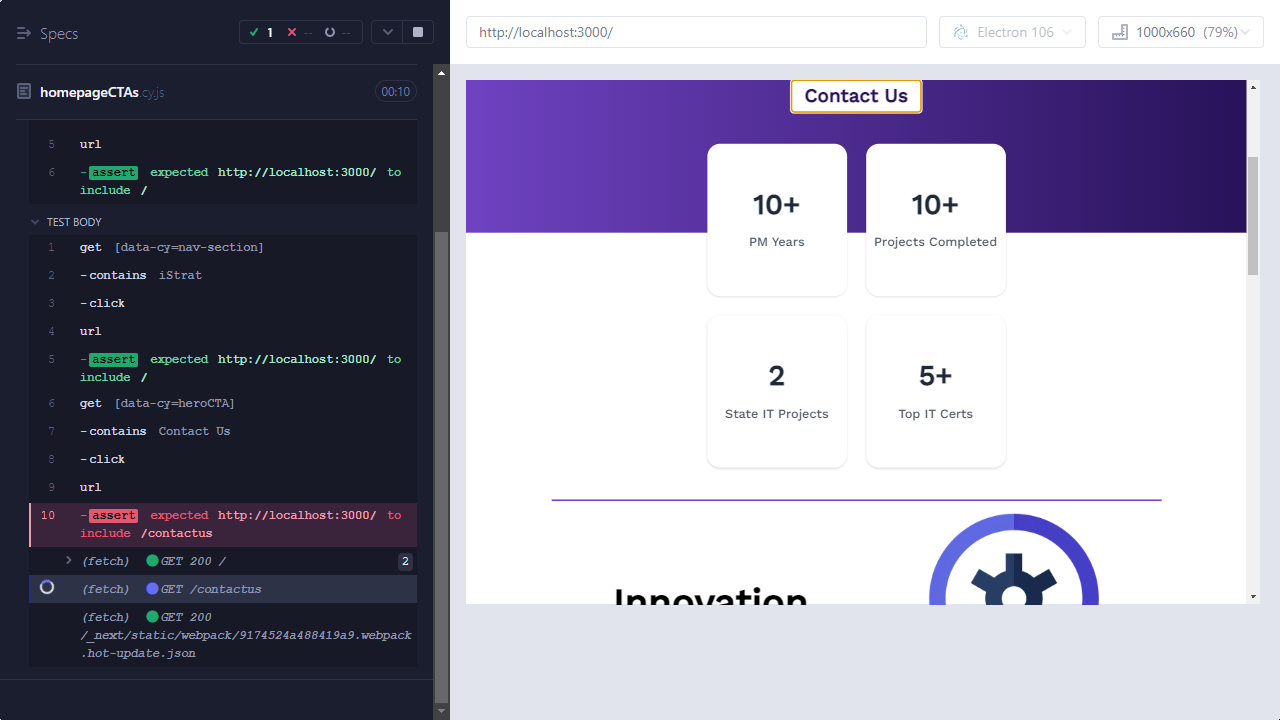 Specs
1 -- --
homepageCTAs.cy.js 00:10
5 url
6 -assert expected http://localhost:3000/ to
include /
TEST BODY
1 get [data-cy=nav-section]
2 -contains iStrat
3 -click
4 url
5 -assert expected http://localhost:3000/ to
include /
6 get [data-cy=heroCTA]
7 -contains Contact Us
8 -click
9 url
10 -assert expected http://localhost:3000/ to
include /contactus
(fetch) GET 200 / 2
(fetch) GET /contactus
(fetch) GET 200
/_next/static/webpack/9174524a488419a9.webpack
.hot-update.json
http://localhost:3000/
Electron 106
1000x660 (79%)
Contact Us
10+
PM Years
10+
Projects Completed
2
State IT Projects
5+
Top IT Certs
Innovation